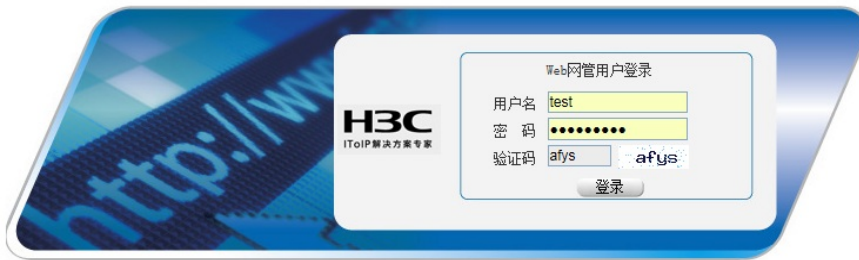 http://www
H3C
IToIP解决方案专家
Web网管用户登录
用户名 test
密 码 ●●●●●●●●●
验证码 afys afys
登录